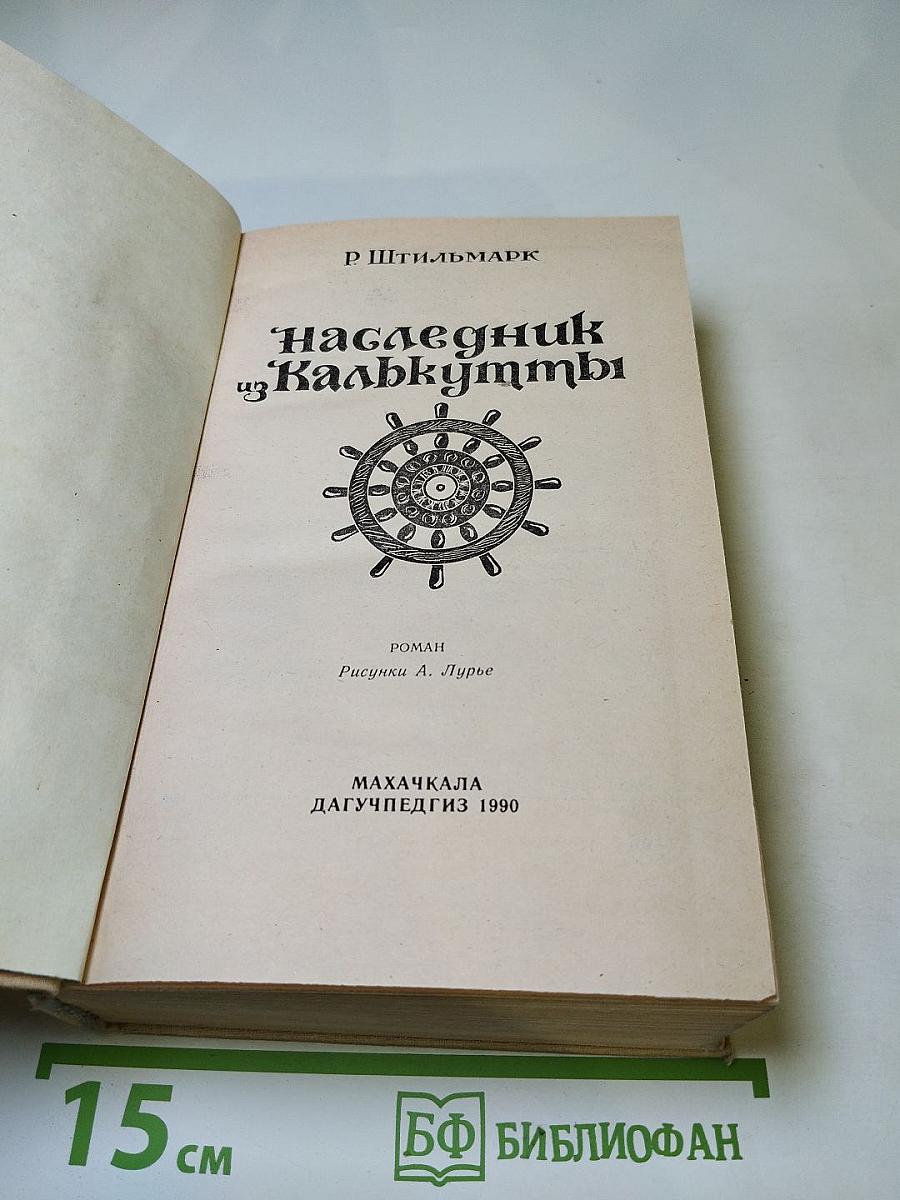 Р. Штильмарк
Наследник
из Калькутты
РОМАН
Рисунки А. Лурье
МАХАЧКАЛА
ДАГУЧПЕДГИЗ 1990
15 см
БФ БИБЛИОФАН